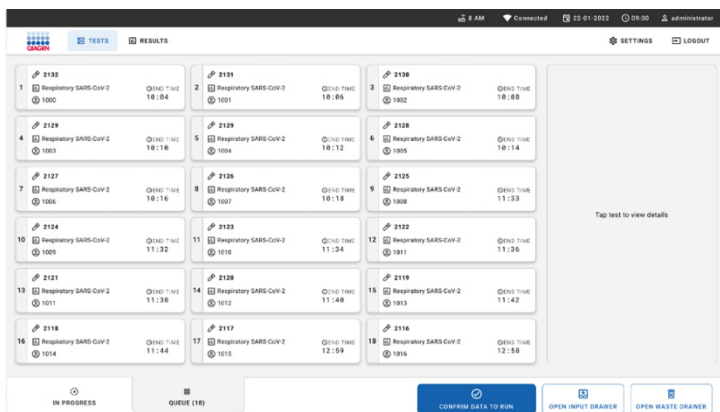 8 AM Connected 22-01-2022 09:00 administrator
QIAGEN TESTS RESULTS SETTINGS LOGOUT
2132
1 Respiratory SARS-CoV-2 END TIME
1000 10:04
2131
2 Respiratory SARS-CoV-2 END TIME
1001 10:06
2130
3 Respiratory SARS-CoV-2 END TIME
1002 10:08
2129
4 Respiratory SARS-CoV-2 END TIME
1003 10:10
2129
5 Respiratory SARS-CoV-2 END TIME
1004 10:12
2128
6 Respiratory SARS-CoV-2 END TIME
1005 10:14
2127
7 Respiratory SARS-CoV-2 END TIME
1006 10:16
2126
8 Respiratory SARS-CoV-2 END TIME
1007 10:18
2125
9 Respiratory SARS-CoV-2 END TIME
1008 11:33
2124
10 Respiratory SARS-CoV-2 END TIME
1009 11:32
2123
11 Respiratory SARS-CoV-2 END TIME
1010 11:34
2122
12 Respiratory SARS-CoV-2 END TIME
1011 11:36
2121
13 Respiratory SARS-CoV-2 END TIME
1011 11:38
2120
14 Respiratory SARS-CoV-2 END TIME
1012 11:40
2119
15 Respiratory SARS-CoV-2 END TIME
1013 11:42
2118
16 Respiratory SARS-CoV-2 END TIME
1014 11:44
2117
17 Respiratory SARS-CoV-2 END TIME
1015 12:59
2116
18 Respiratory SARS-CoV-2 END TIME
1016 12:58
Tap test to view details
IN PROGRESS
QUEUE (18)
CONFRIM DATA TO RUN
OPEN INPUT DRAWER
OPEN WASTE DRAWER